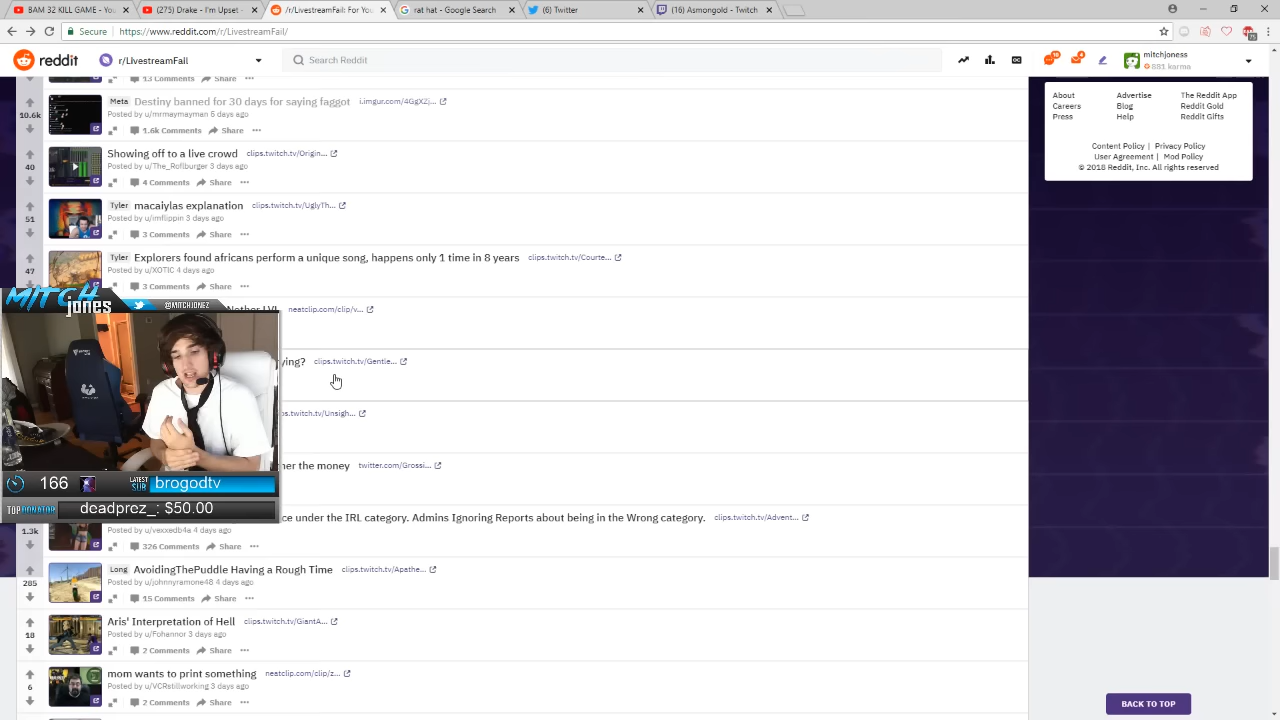 BAM 32 KILL GAME - Yo
(275) Drake - I'm Upset -
/r/LivestreamFail: For You
rat hat - Google Search
(6) Twitter
(16) Asmongold - Twitch
Secure
https://www.reddit.com/r/LivestreamFail/
reddit
r/LivestreamFail
Search Reddit
mitchjoness
881 karma
13 Comments Share
10.6k
Meta Destiny banned for 30 days for saying faggot i.imgur.com/4GgXZj...
Posted by u/mrmaymayman 6 days ago
1.6k Comments Share
40
Showing off to a live crowd clips.twitch.tv/Origin...
Posted by u/The_Roflburger 3 days ago
4 Comments Share
51
Tyler macaiylas explanation clips.twitch.tv/UglyTh...
Posted by u/imflippin 3 days ago
3 Comments Share
47
Tyler Explorers found africans perform a unique song, happens only 1 time in 8 years clips.twitch.tv/Courte...
Posted by u/XOTIC 4 days ago
3 Comments Share
neatclip.com/clip/v...
ying? clips.twitch.tv/Gentle...
ps.twitch.tv/Unsigh...
her the money twitter.com/Grossi...
1.3k
ce under the IRL category. Admins Ignoring Reports about being in the Wrong category. clips.twitch.tv/Advent...
Posted by u/vexxedb4a 4 days ago
326 Comments Share
285
Long AvoidingThePuddle Having a Rough Time clips.twitch.tv/Apathe...
Posted by u/johnnyramone48 4 days ago
15 Comments Share
18
Aris' Interpretation of Hell clips.twitch.tv/GiantA...
Posted by u/Fohannor 3 days ago
2 Comments Share
6
mom wants to print something neatclip.com/clip/z...
Posted by u/VCRstillworking 3 days ago
2 Comments Share
MITCH
jones
@MITCHJONEZ
166
LATEST SUB
brogodtv
TOP DONATOR
deadprez_: $50.00
About Advertise The Reddit App
Careers Blog Reddit Gold
Press Help Reddit Gifts
Content Policy | Privacy Policy
User Agreement | Mod Policy
© 2018 Reddit, Inc. All rights reserved
BACK TO TOP